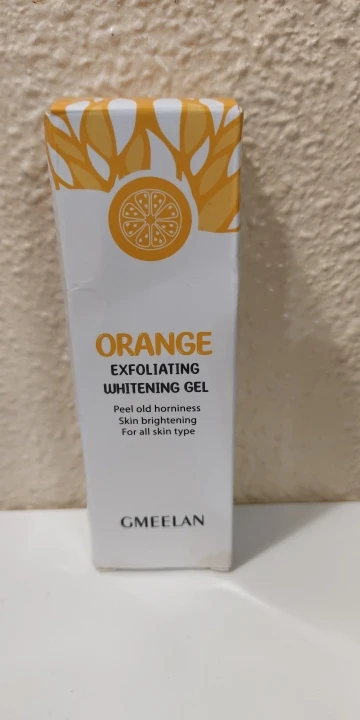 ORANGE
EXFOLIATING
WHITENING GEL
Peel old horniness
Skin brightening
For all skin type
GMEELAN